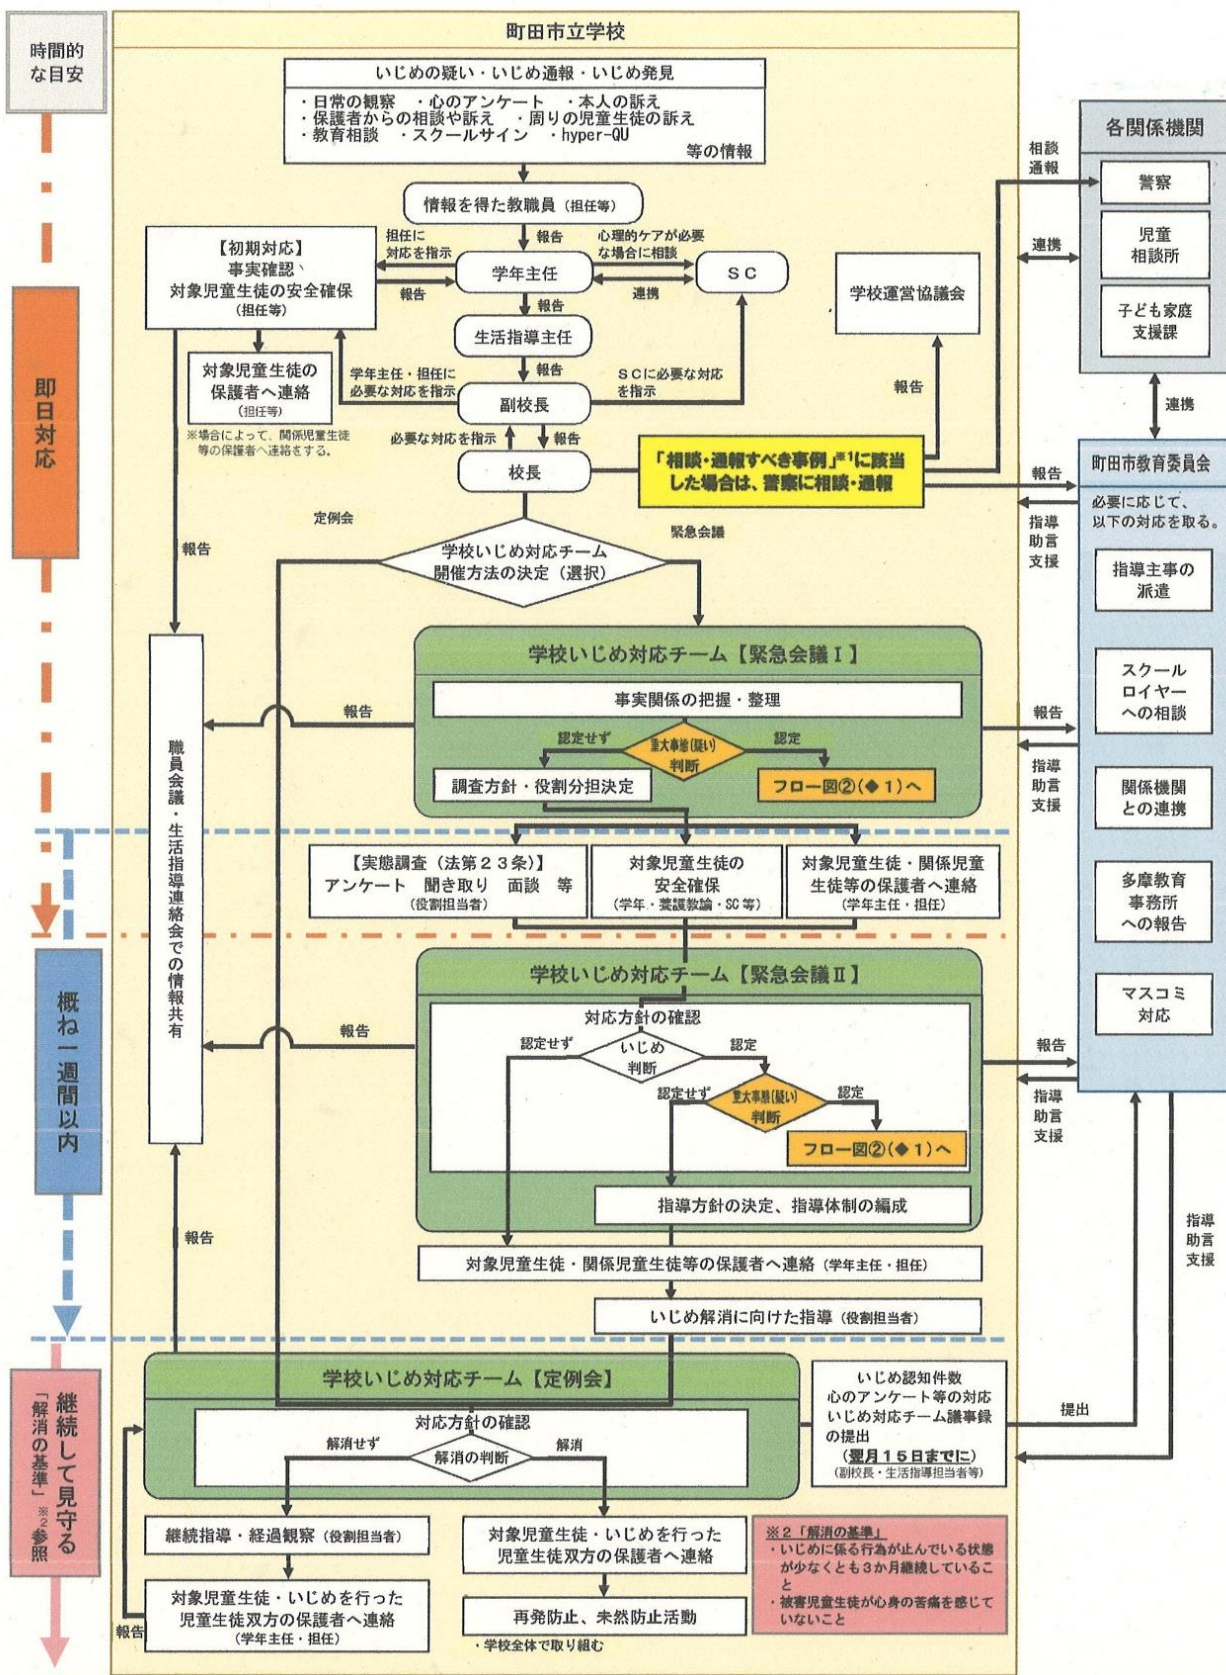 時間的
な目安
即日対応
概ね一週間以内
継続して見守る
「解消の基準」※2参照
町田市立学校
いじめの疑い・いじめ通報・いじめ発見
・日常の観察 ・心のアンケート ・本人の訴え
・保護者からの相談や訴え ・周りの児童生徒の訴え
・教育相談 ・スクールサイン ・hyper-QU
等の情報
情報を得た教職員(担任等)
報告
担任に
対応を指示
心理的ケアが必要
な場合に相談
【初期対応】
事実確認、
対象児童生徒の安全確保
(担任等)
学年主任
SC
報告
連携
報告
生活指導主任
対象児童生徒の
保護者へ連絡
(担任等)
※場合によって、関係児童生徒
等の保護者へ連絡をする。
学年主任・担任に
必要な対応を指示
報告
SCに必要な対応
を指示
副校長
必要な対応を指示
報告
校長
学校運営協議会
報告
「相談・通報すべき事例」※1に該当
した場合は、警察に相談・通報
定例会
緊急会議
学校いじめ対応チーム
開催方法の決定(選択)
報告
学校いじめ対応チーム【緊急会議Ⅰ】
事実関係の把握・整理
認定せず
重大事態(疑い)
判断
認定
調査方針・役割分担決定
フロー図②(◆1)へ
報告
職員会議・生活指導連絡会での情報共有
【実態調査(法第23条)】
アンケート 聞き取り 面談 等
(役割担当者)
対象児童生徒の
安全確保
(学年・養護教諭・SC等)
対象児童生徒・関係児童
生徒等の保護者へ連絡
(学年主任・担任)
学校いじめ対応チーム【緊急会議Ⅱ】
対応方針の確認
認定せず
いじめ
判断
認定
認定せず
重大事態(疑い)
判断
認定
フロー図②(◆1)へ
指導方針の決定、指導体制の編成
報告
報告
対象児童生徒・関係児童生徒等の保護者へ連絡(学年主任・担任)
いじめ解消に向けた指導(役割担当者)
学校いじめ対応チーム【定例会】
対応方針の確認
解消せず
解消の判断
解消
継続指導・経過観察(役割担当者)
対象児童生徒・いじめを行った
児童生徒双方の保護者へ連絡
(学年主任・担任)
報告
対象児童生徒・いじめを行った
児童生徒双方の保護者へ連絡
再発防止、未然防止活動
・学校全体で取り組む
いじめ認知件数
心のアンケート等の対応
いじめ対応チーム議事録
の提出
(翌月15日までに)
(副校長・生活指導担当者等)
※2「解消の基準」
・いじめに係る行為が止んでいる状態
が少なくとも3か月継続しているこ
と
・被害児童生徒が心身の苦痛を感じて
いないこと
相談
通報
連携
各関係機関
警察
児童
相談所
子ども家庭
支援課
連携
町田市教育委員会
必要に応じて、
以下の対応を取る。
指導主事の
派遣
スクール
ロイヤー
への相談
関係機関
との連携
多摩教育
事務所
への報告
マスコミ
対応
報告
指導
助言
支援
報告
指導
助言
支援
報告
指導
助言
支援
提出
指導
助言
支援